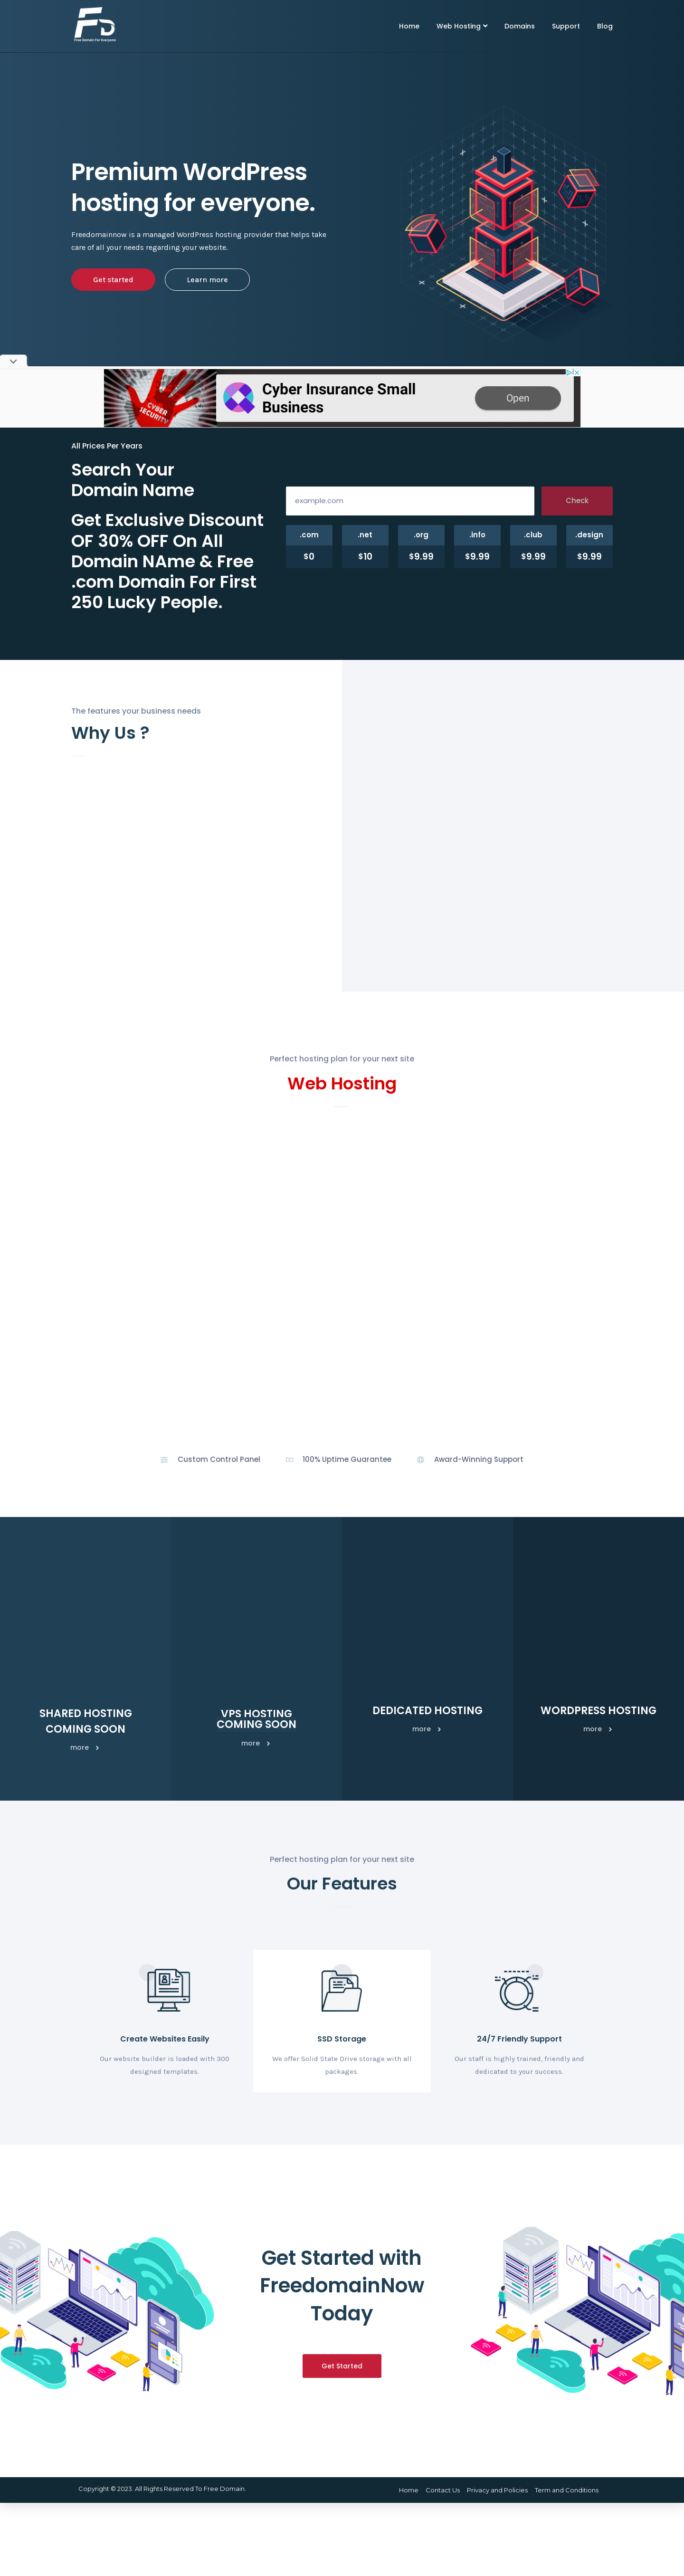 FD
Free Domain For Everyone
Home
Web Hosting
Domains
Support
Blog
Premium WordPress
hosting for everyone.
Freedomainnow is a managed WordPress hosting provider that helps take
care of all your needs regarding your website.
Get started
Learn more
CYBER
SECURITY
Cyber Insurance Small
Business
Open
All Prices Per Years
Search Your
Domain Name
Get Exclusive Discount
OF 30% OFF On All
Domain NAme & Free
.com Domain For First
250 Lucky People.
example.com
Check
.com
.net
.org
.info
.club
.design
$0
$10
$9.99
$9.99
$9.99
$9.99
The features your business needs
Why Us ?
Perfect hosting plan for your next site
Web Hosting
Custom Control Panel
100% Uptime Guarantee
Award-Winning Support
SHARED HOSTING
COMING SOON
more
VPS HOSTING
COMING SOON
more
DEDICATED HOSTING
more
WORDPRESS HOSTING
more
Perfect hosting plan for your next site
Our Features
Create Websites Easily
Our website builder is loaded with 300
designed templates.
SSD Storage
We offer Solid State Drive storage with all
packages.
24/7 Friendly Support
Our staff is highly trained, friendly and
dedicated to your success.
Get Started with
FreedomainNow
Today
Get Started
Copyright © 2023. All Rights Reserved To Free Domain.
Home
Contact Us
Privacy and Policies
Term and Conditions